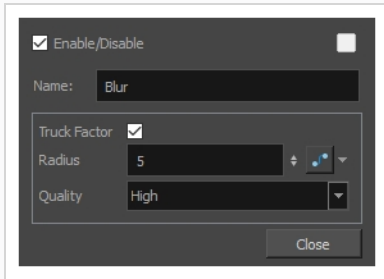 Enable/Disable
Name: Blur
Truck Factor
Radius 5
Quality High
Close